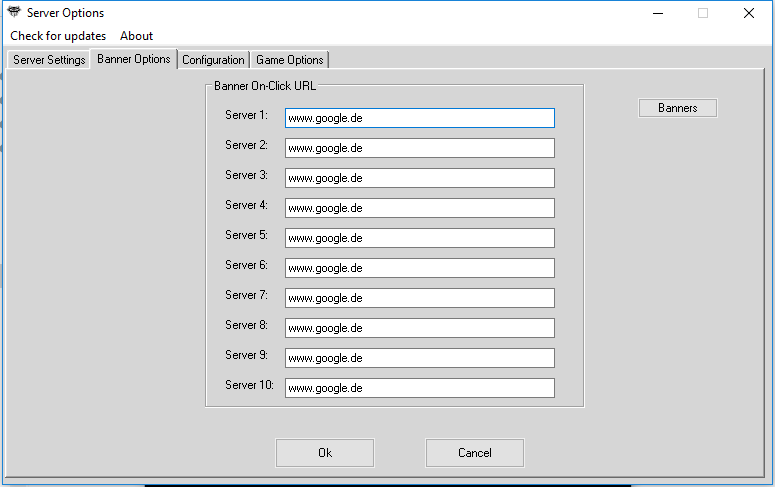 Server Options
Check for updates About
Server Settings Banner Options Configuration Game Options
Banner On-Click URL
Banners
Server 1: www.google.de
Server 2: www.google.de
Server 3: www.google.de
Server 4: www.google.de
Server 5: www.google.de
Server 6: www.google.de
Server 7: www.google.de
Server 8: www.google.de
Server 9: www.google.de
Server 10: www.google.de
Ok Cancel